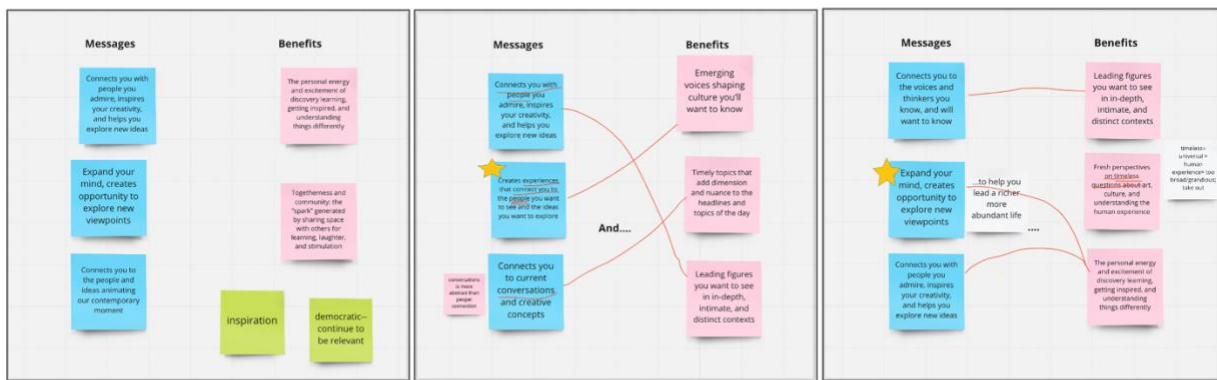 Messages
Benefits
Connects you with
people you
admire, inspires
your creativity,
and helps you
explore new ideas
The personal energy
and excitement of
discovery learning,
getting inspired, and
understanding
things differently
Expand your
mind, creates
opportunity to
explore new
viewpoints
Togetherness and
community: the
"spark" generated
by sharing space
with others for
learning, laughter,
and stimulation
Connects you to
the people and
ideas animating
our contemporary
moment
inspiration
democratic--
continue to
be relevant
Messages
Benefits
Connects you with
people you
admire, inspires
your creativity,
and helps you
explore new ideas
Emerging
voices shaping
culture you'll
want to know
Creates experiences
that connect you to
the people you want
to see and the ideas
you want to explore
Timely topics that
add dimension
and nuance to the
headlines and
topics of the day
And....
conversations
is more
abstract than
people
connection
Connects you
to current
conversations
and creative
concepts
Leading figures
you want to see
in in-depth,
intimate, and
distinct contexts
Messages
Benefits
Connects you to
the voices and
thinkers you
know, and will
want to know
Leading figures
you want to see
in in-depth,
intimate, and
distinct contexts
Expand your
mind, creates
opportunity to
explore new
viewpoints
...to help you
lead a richer
more
abundant life
....
Fresh perspectives
on timeless
questions about art,
culture, and
understanding the
human experience
timeless=
universal =
human
experience= too
broad/grandious;
take out
Connects you with
people you
admire, inspires
your creativity,
and helps you
explore new ideas
The personal energy
and excitement of
discovery learning,
getting inspired, and
understanding
things differently